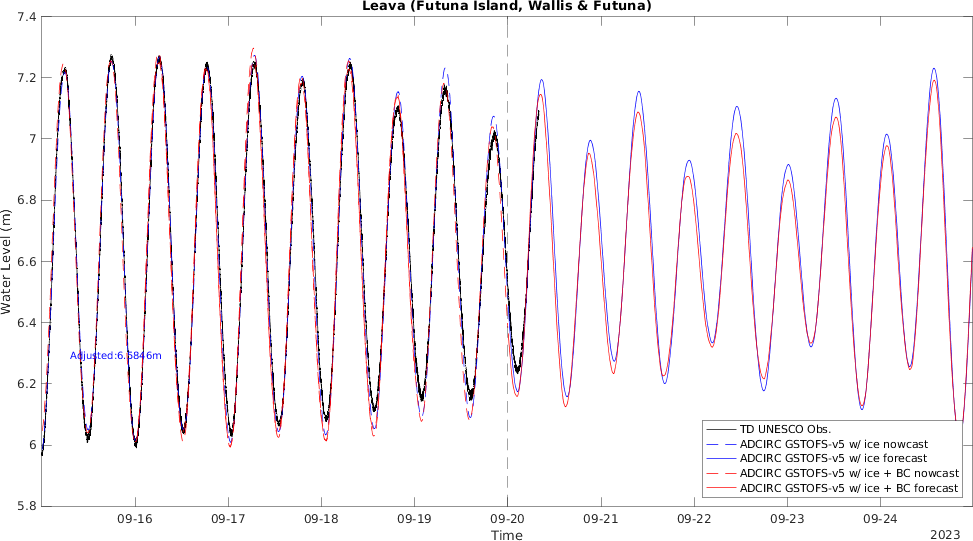 Leava (Futuna Island, Wallis & Futuna)
7.4
7.2
7
6.8
6.6
6.4
6.2
6
5.8
Water Level (m)
Adjusted:6.5846m
TD UNESCO Obs.
ADCIRC GSTOFS-v5 w/ ice nowcast
ADCIRC GSTOFS-v5 w/ ice forecast
ADCIRC GSTOFS-v5 w/ ice + BC nowcast
ADCIRC GSTOFS-v5 w/ ice + BC forecast
09-16 09-17 09-18 09-19 09-20 09-21 09-22 09-23 09-24
Time
2023